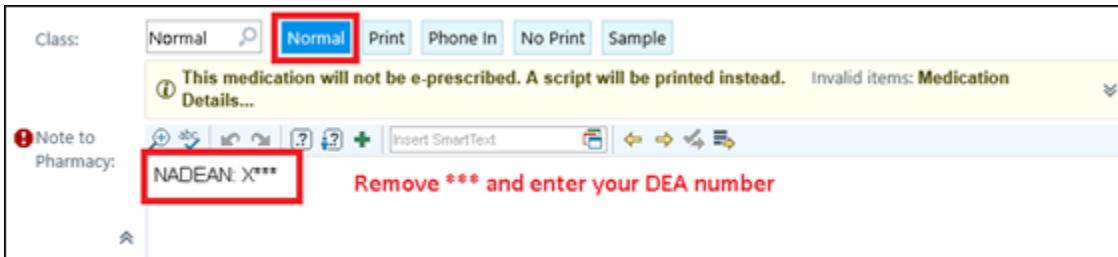 Class: Normal Normal Print Phone In No Print Sample
This medication will not be e-prescribed. A script will be printed instead. Invalid items: Medication
Details...
Note to
Pharmacy:
abc Insert SmartText
NADEAN: X***
Remove *** and enter your DEA number